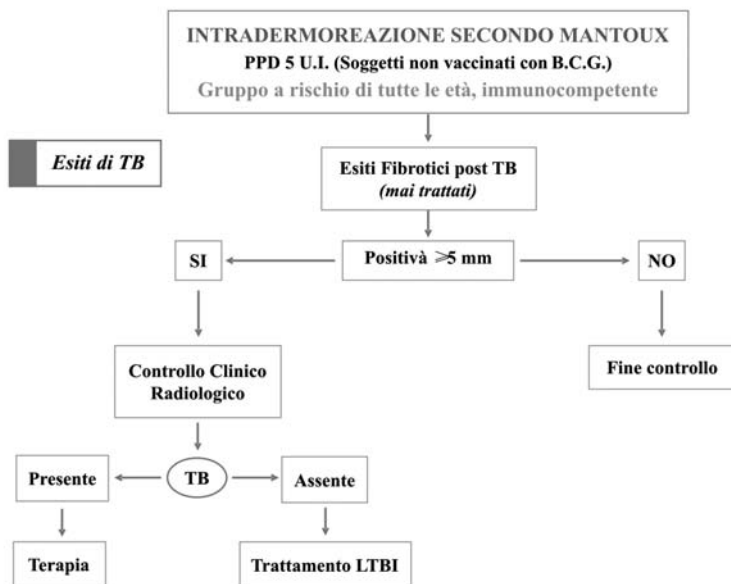 INTRADERMOREAZIONE SECONDO MANTOUX
PPD 5 U.I. (Soggetti non vaccinati con B.C.G.)
Gruppo a rischio di tutte le età, immunocompetente
Esiti di TB
Esiti Fibrotici post TB
(mai trattati)
SI
Positivà ⩾5 mm
NO
Controllo Clinico
Radiologico
Fine controllo
Presente
TB
Assente
Terapia
Trattamento LTBI